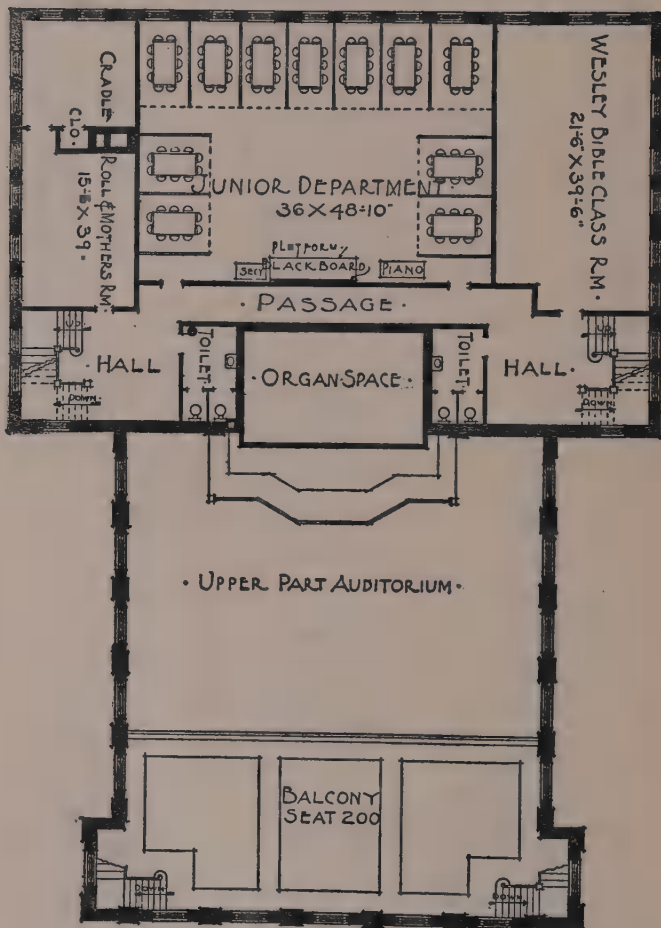 CRADLE
ROLL & MOTHERS RM.
15-6 X 39
CLO.
JUNIOR DEPARTMENT
36 X 48-10"
PLATFORM
SECY
BLACKBOARD
PIANO
WESLEY BIBLE CLASS RM.
21-6" X 39-6"
· PASSAGE ·
UP
HALL
DOWN
TOILET
· ORGAN SPACE ·
TOILET
HALL ·
UP
DOWN
· UPPER PART AUDITORIUM ·
BALCONY
SEAT 200
DOWN
DOWN